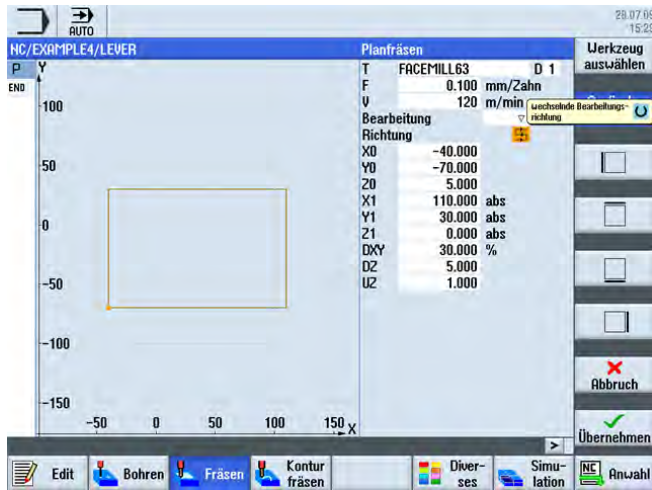 AUTO
28.07.09
NC/EXAMPLE4/LEVER
Planfräsen
Werkzeug
auswählen
P
END
Y
100
50
0
-50
-100
-150
-50 0 50 100 150 X
T FACEMILL63 D 1
F 0.100 mm/Zahn
V 120 m/min
wechselnde Bearbeitungs-
richtung
Bearbeitung ▽
Richtung
X0 -40.000
Y0 -70.000
Z0 5.000
X1 110.000 abs
Y1 30.000 abs
Z1 0.000 abs
DXY 30.000 %
DZ 5.000
UZ 1.000
Abbruch
Übernehmen
>
Edit
Bohren
Fräsen
Kontur
fräsen
Diver-
ses
Simu-
lation
NC
Anwahl